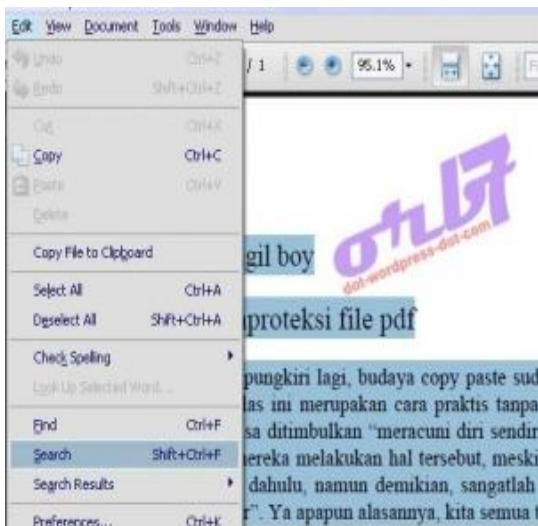 Edit View Document Tools Window Help
Undo Ctrl+Z
Redo Shift+Ctrl+Z
Cut Ctrl+X
Copy Ctrl+C
Paste Ctrl+V
Delete
Copy File to Clipboard
Select All Ctrl+A
Deselect All Shift+Ctrl+A
Check Spelling
Look Up Selected Word...
Find Ctrl+F
Search Shift+Ctrl+F
Search Results
Preferences... Ctrl+K
/ 1 95.1%
dot-wordpress-dot-com
gil boy
proteksi file pdf
pungkiri lagi, budaya copy paste sud
las ini merupakan cara praktis tanpa
sa ditimbulkan “meracuni diri sendir
ereka melakukan hal tersebut, meski
dahulu, namun demikian, sangatlah
r”. Ya apapun alasannya, kita semua t